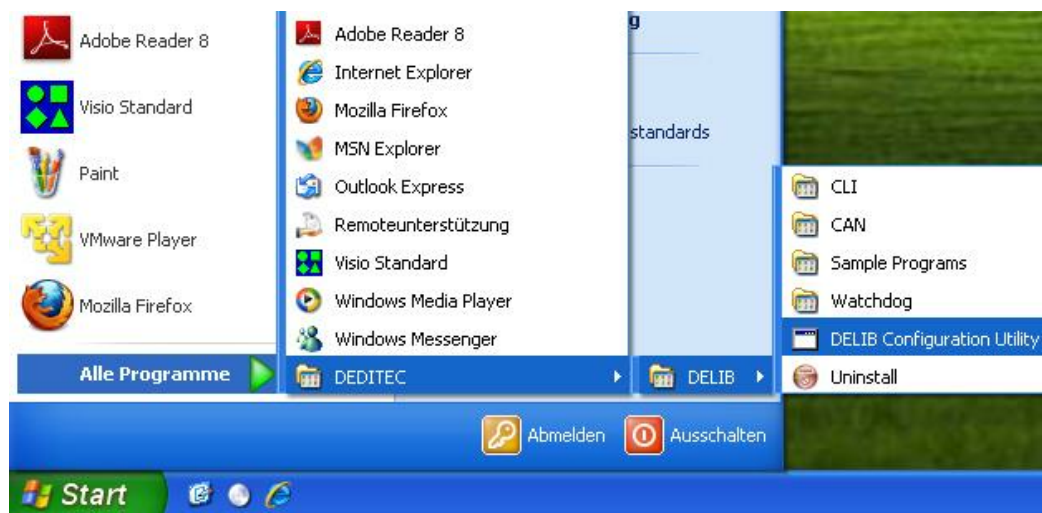 Adobe Reader 8
Visio Standard
Paint
VMware Player
Mozilla Firefox
Alle Programme
Adobe Reader 8
Internet Explorer
Mozilla Firefox
MSN Explorer
Outlook Express
Remoteunterstützung
Visio Standard
Windows Media Player
Windows Messenger
DEDITEC
g
standards
DELIB
CLI
CAN
Sample Programs
Watchdog
DELIB Configuration Utility
Uninstall
Abmelden
Ausschalten
Start